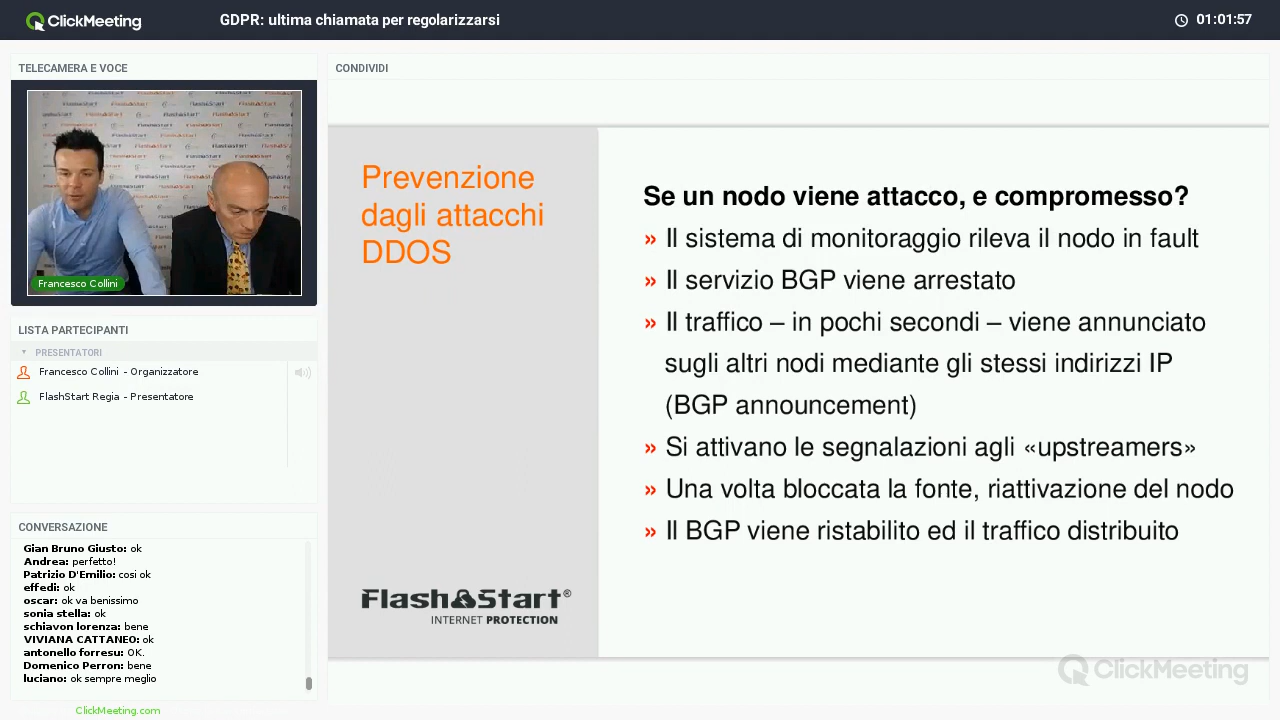 ClickMeeting
GDPR: ultima chiamata per regolarizzarsi
01:01:57
TELECAMERA E VOCE
Francesco Collini
LISTA PARTECIPANTI
PRESENTATORI
Francesco Collini - Organizzatore
FlashStart Regia - Presentatore
CONVERSAZIONE
Gian Bruno Giusto: ok
Andrea: perfetto!
Patrizio D'Emilio: cosi ok
effedi: ok
oscar: ok va benissimo
sonia stella: ok
schiavon lorenza: bene
VIVIANA CATTANEO: ok
antonello forresu: OK.
Domenico Perron: bene
luciano: ok sempre meglio
ClickMeeting.com
CONDIVIDI
Prevenzione
dagli attacchi
DDOS
Flash&Start®
INTERNET PROTECTION
Se un nodo viene attacco, e compromesso?
» Il sistema di monitoraggio rileva il nodo in fault
» Il servizio BGP viene arrestato
» Il traffico – in pochi secondi – viene annunciato
sugli altri nodi mediante gli stessi indirizzi IP
(BGP announcement)
» Si attivano le segnalazioni agli «upstreamers»
» Una volta bloccata la fonte, riattivazione del nodo
» Il BGP viene ristabilito ed il traffico distribuito
ClickMeeting